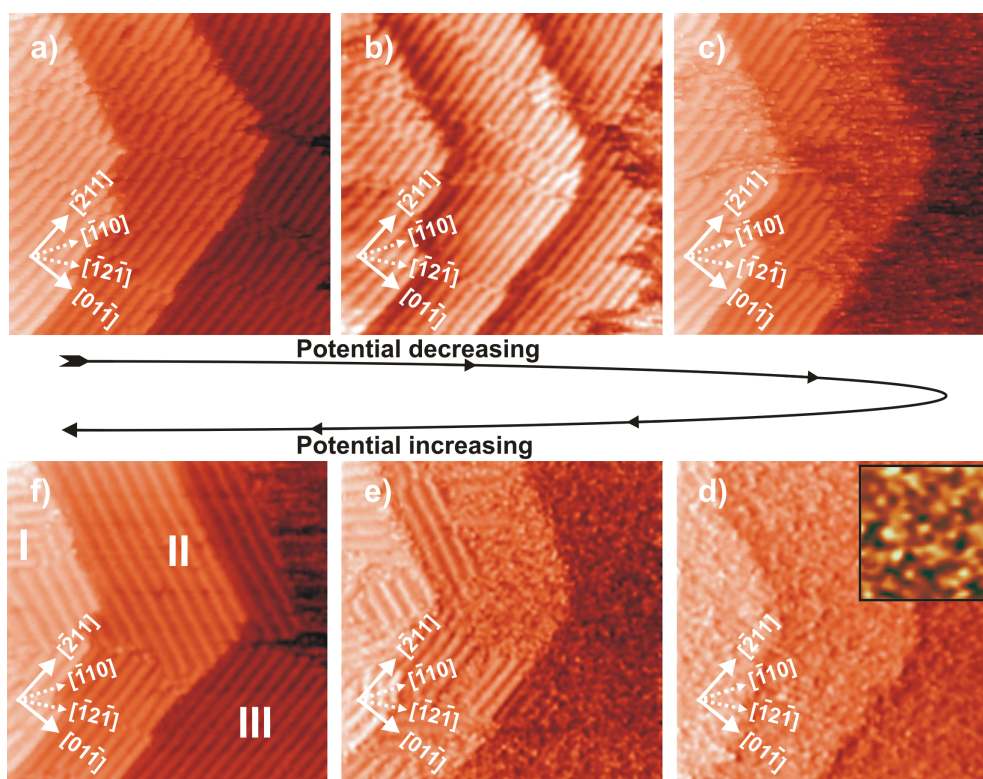 a)
[2̄11]
[1̄10]
[1̄21̄]
[011̄]
b)
[2̄11]
[1̄10]
[1̄21̄]
[011̄]
c)
[2̄11]
[1̄10]
[1̄21̄]
[011̄]
Potential decreasing
Potential increasing
f)
I
II
III
[2̄11]
[1̄10]
[1̄21̄]
[011̄]
e)
[2̄11]
[1̄10]
[1̄21̄]
[011̄]
d)
[2̄11]
[1̄10]
[1̄21̄]
[011̄]